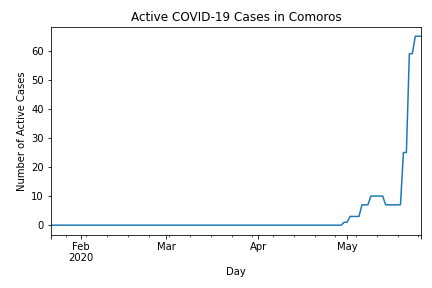 Active COVID-19 Cases in Comoros
Number of Active Cases
60
50
40
30
20
10
0
Feb
2020
Mar
Apr
May
Day